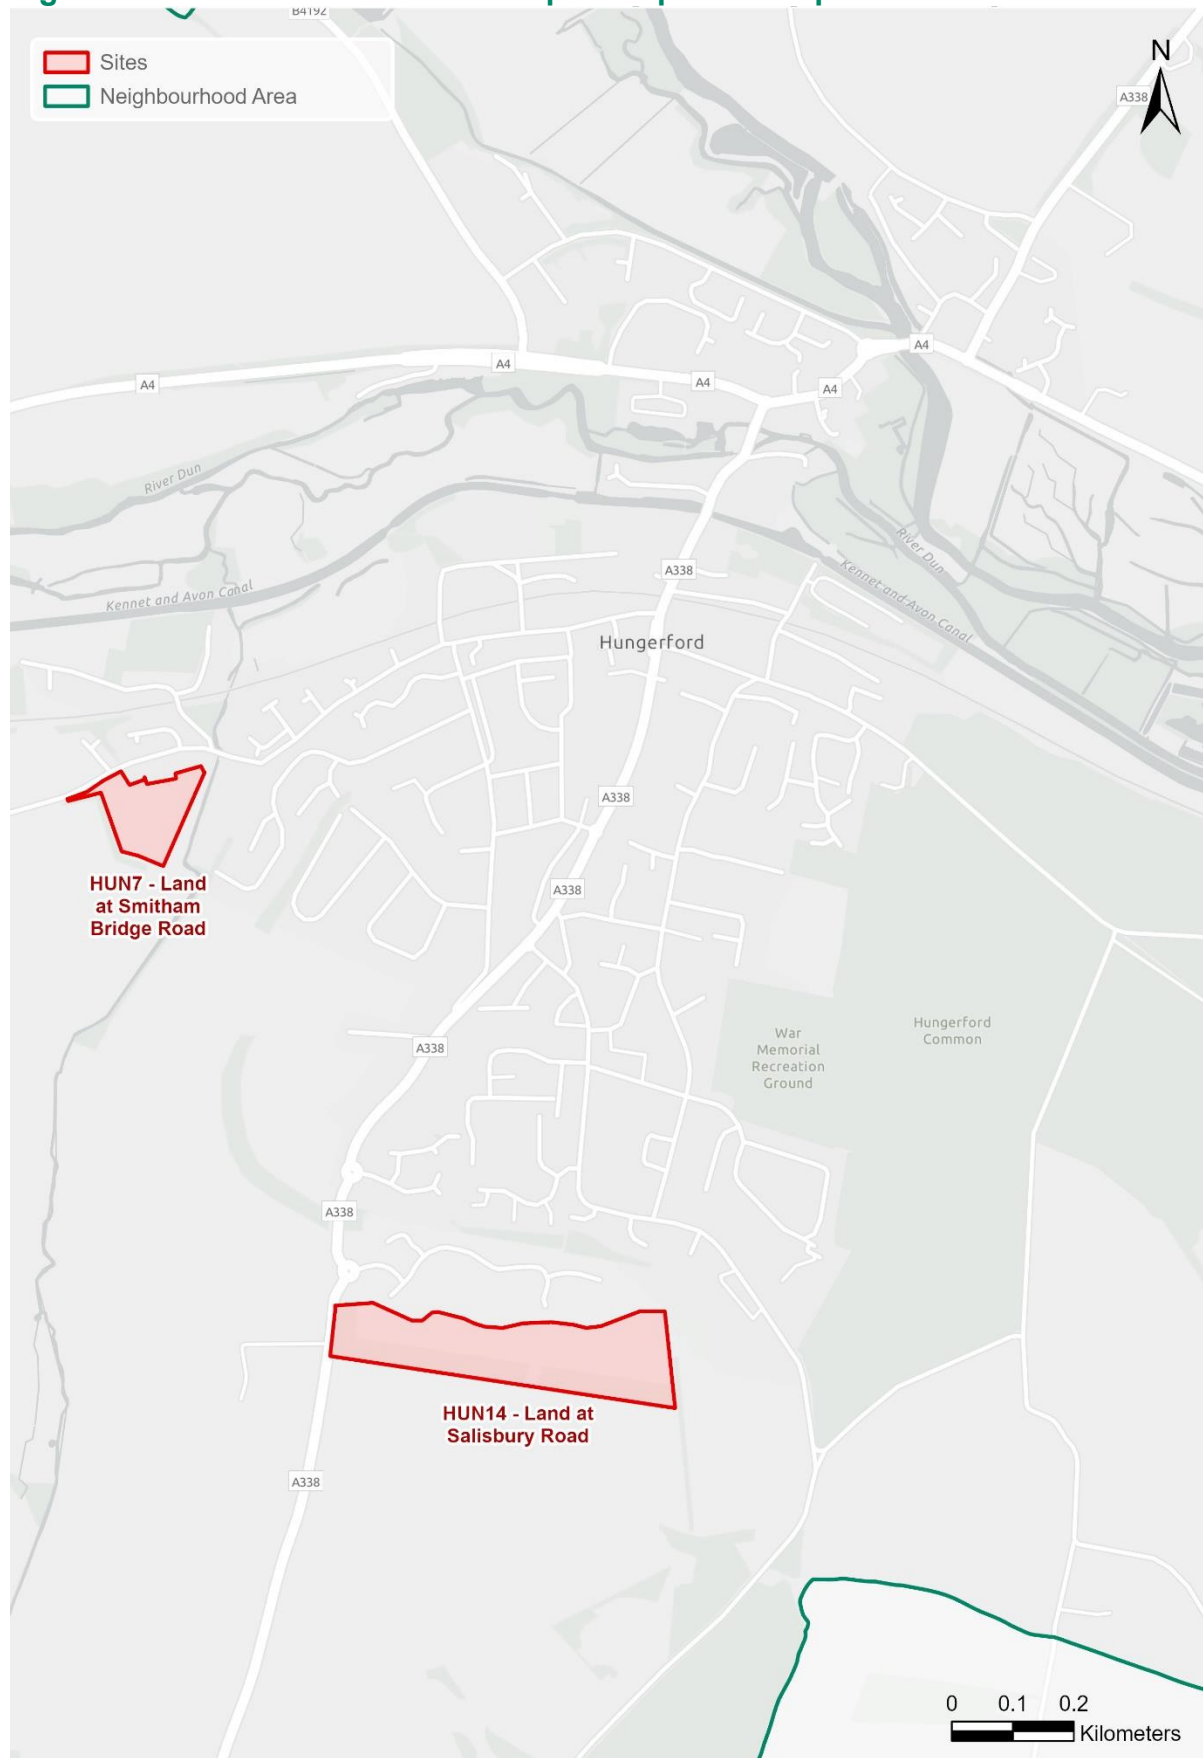 B4192
Sites
Neighbourhood Area
N
A338
A4
A4
A4
A4
A4
River Dun
Kennet and Avon Canal
A338
River Dun
Kennet and Avon Canal
Hungerford
A338
HUN7 - Land
at Smitham
Bridge Road
A338
War
Memorial
Recreation
Ground
Hungerford
Common
A338
A338
HUN14 - Land at
Salisbury Road
A338
0 0.1 0.2
Kilometers